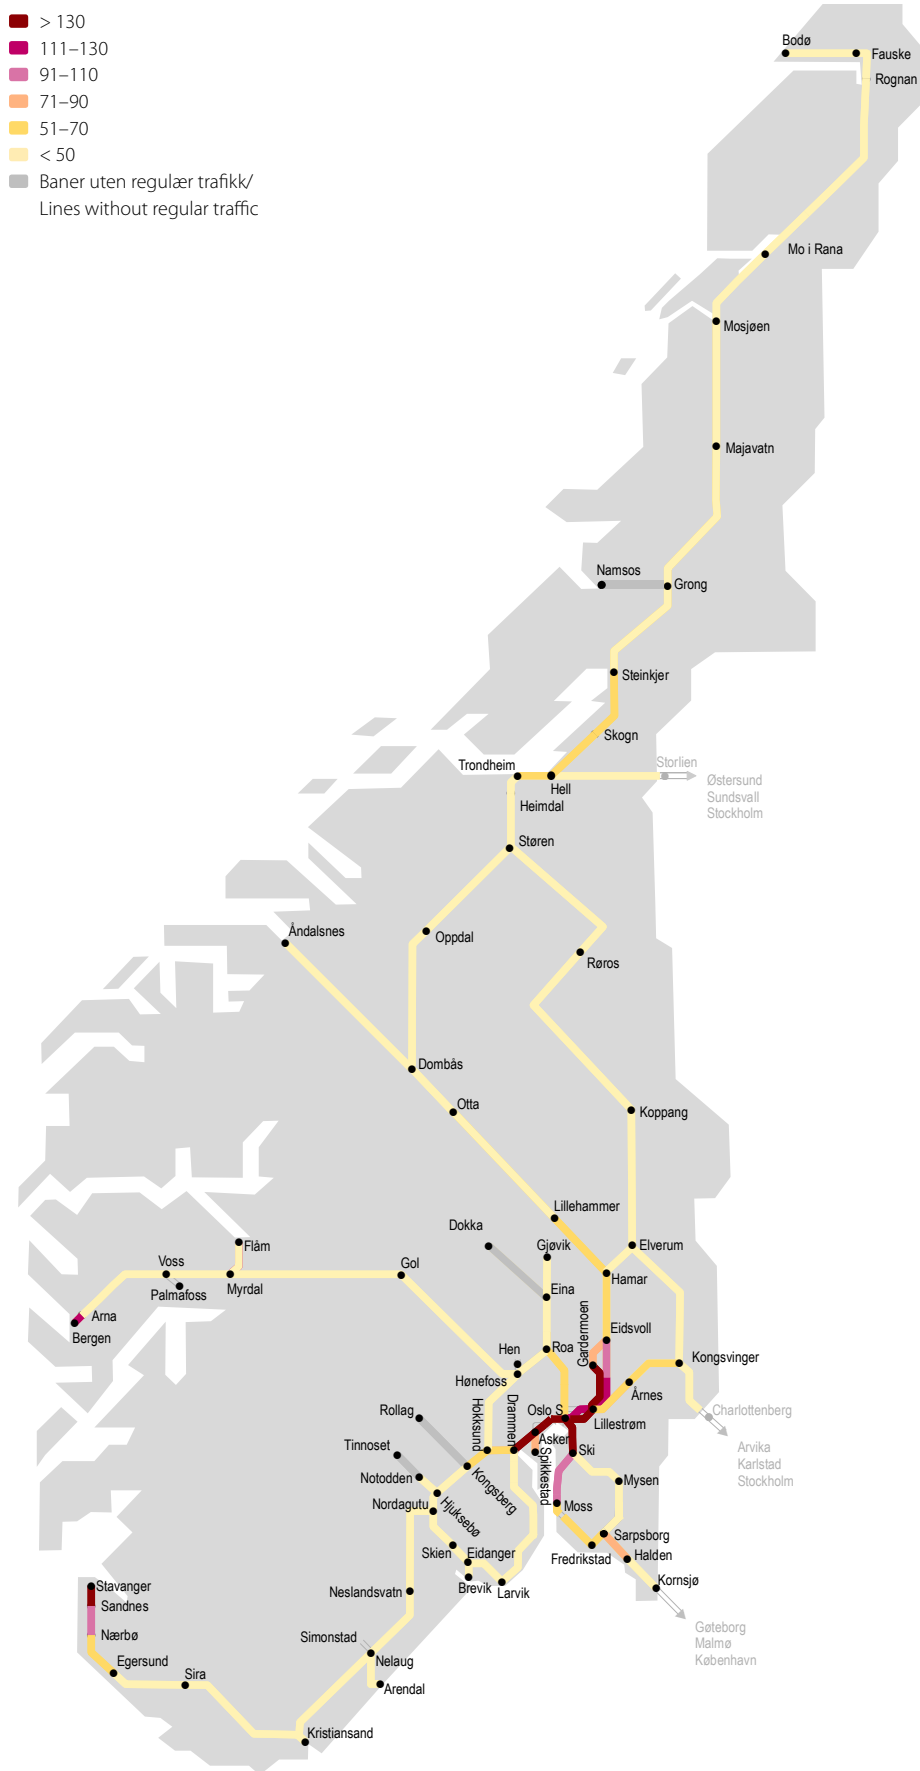 > 130
111–130
91–110
71–90
51–70
< 50
Baner uten regulær trafikk/
Lines without regular traffic
Bodø
Fauske
Rognan
Mo i Rana
Mosjøen
Majavatn
Namsos
Grong
Steinkjer
Skogn
Trondheim
Storlien
Hell
Østersund
Sundsvall
Stockholm
Heimdal
Støren
Åndalsnes
Oppdal
Røros
Dombås
Otta
Koppang
Lillehammer
Dokka
Gjøvik
Elverum
Flåm
Voss
Gol
Hamar
Palmafoss
Myrdal
Eina
Arna
Bergen
Gardermoen
Eidsvoll
Hen
Roa
Kongsvinger
Hønefoss
Årnes
Rollag
Hokksund
Drammen
Oslo S
Lillestrøm
Charlottenberg
Tinnoset
Asker
Ski
Arvika
Karlstad
Stockholm
Notodden
Kongsberg
Spikkestad
Mysen
Nordagutu
Hjuksebø
Moss
Sarpsborg
Skien
Eidanger
Fredrikstad
Halden
Stavanger
Neslandsvatn
Brevik
Larvik
Kornsjø
Sandnes
Nærbø
Simonstad
Gøteborg
Malmø
København
Egersund
Sira
Nelaug
Arendal
Kristiansand